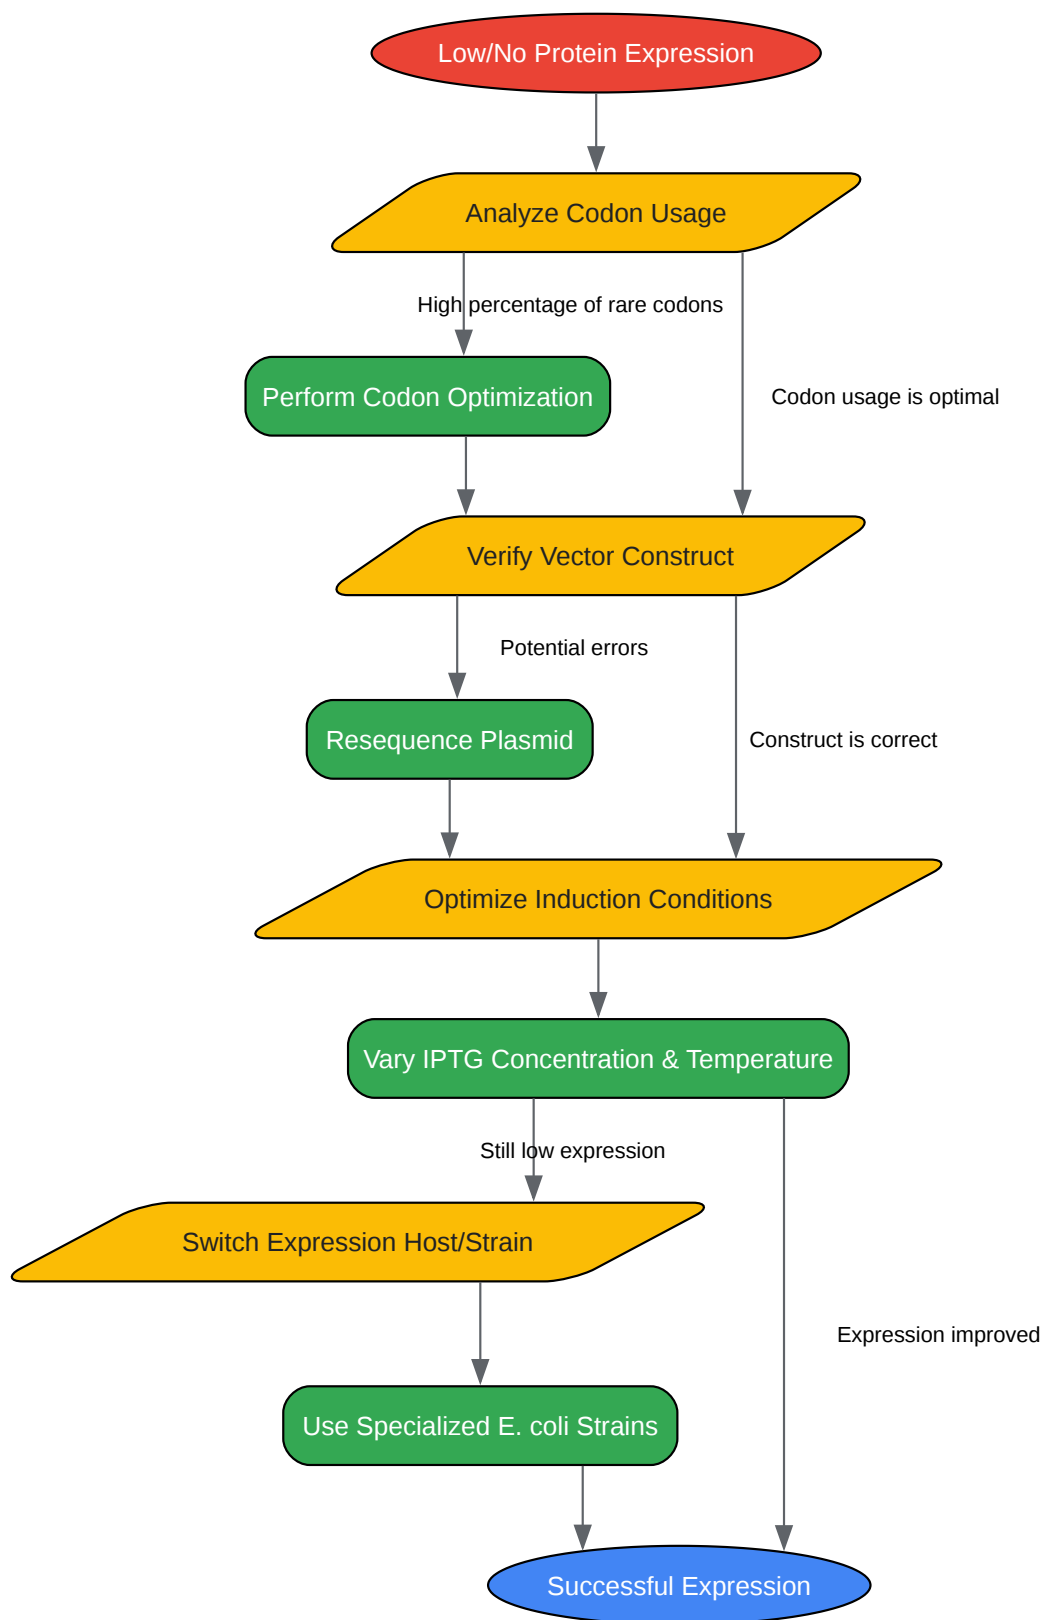 Low/No Protein Expression
Analyze Codon Usage
High percentage of rare codons
Perform Codon Optimization
Codon usage is optimal
Verify Vector Construct
Potential errors
Resequence Plasmid
Construct is correct
Optimize Induction Conditions
Vary IPTG Concentration & Temperature
Still low expression
Switch Expression Host/Strain
Expression improved
Use Specialized E. coli Strains
Successful Expression